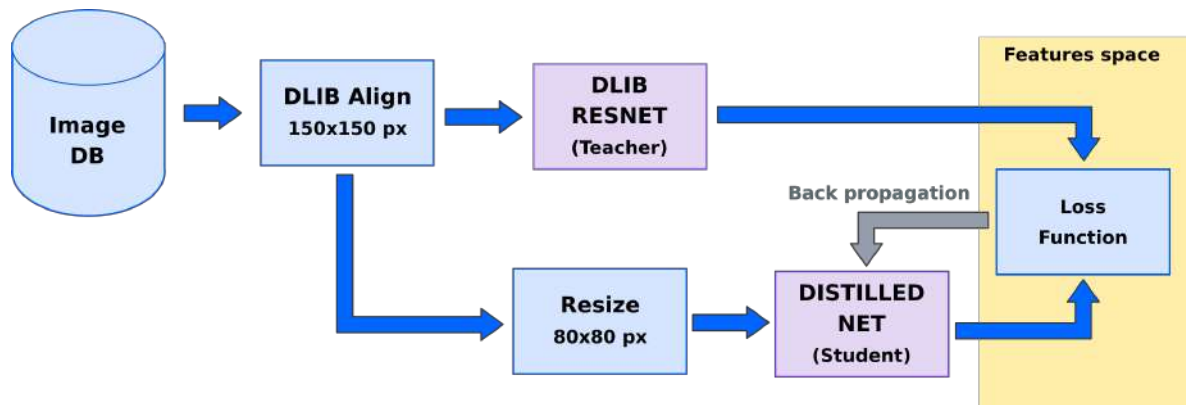 Image
DB
DLIB Align
150x150 px
DLIB
RESNET
(Teacher)
Features space
Back propagation
Loss
Function
Resize
80x80 px
DISTILLED
NET
(Student)